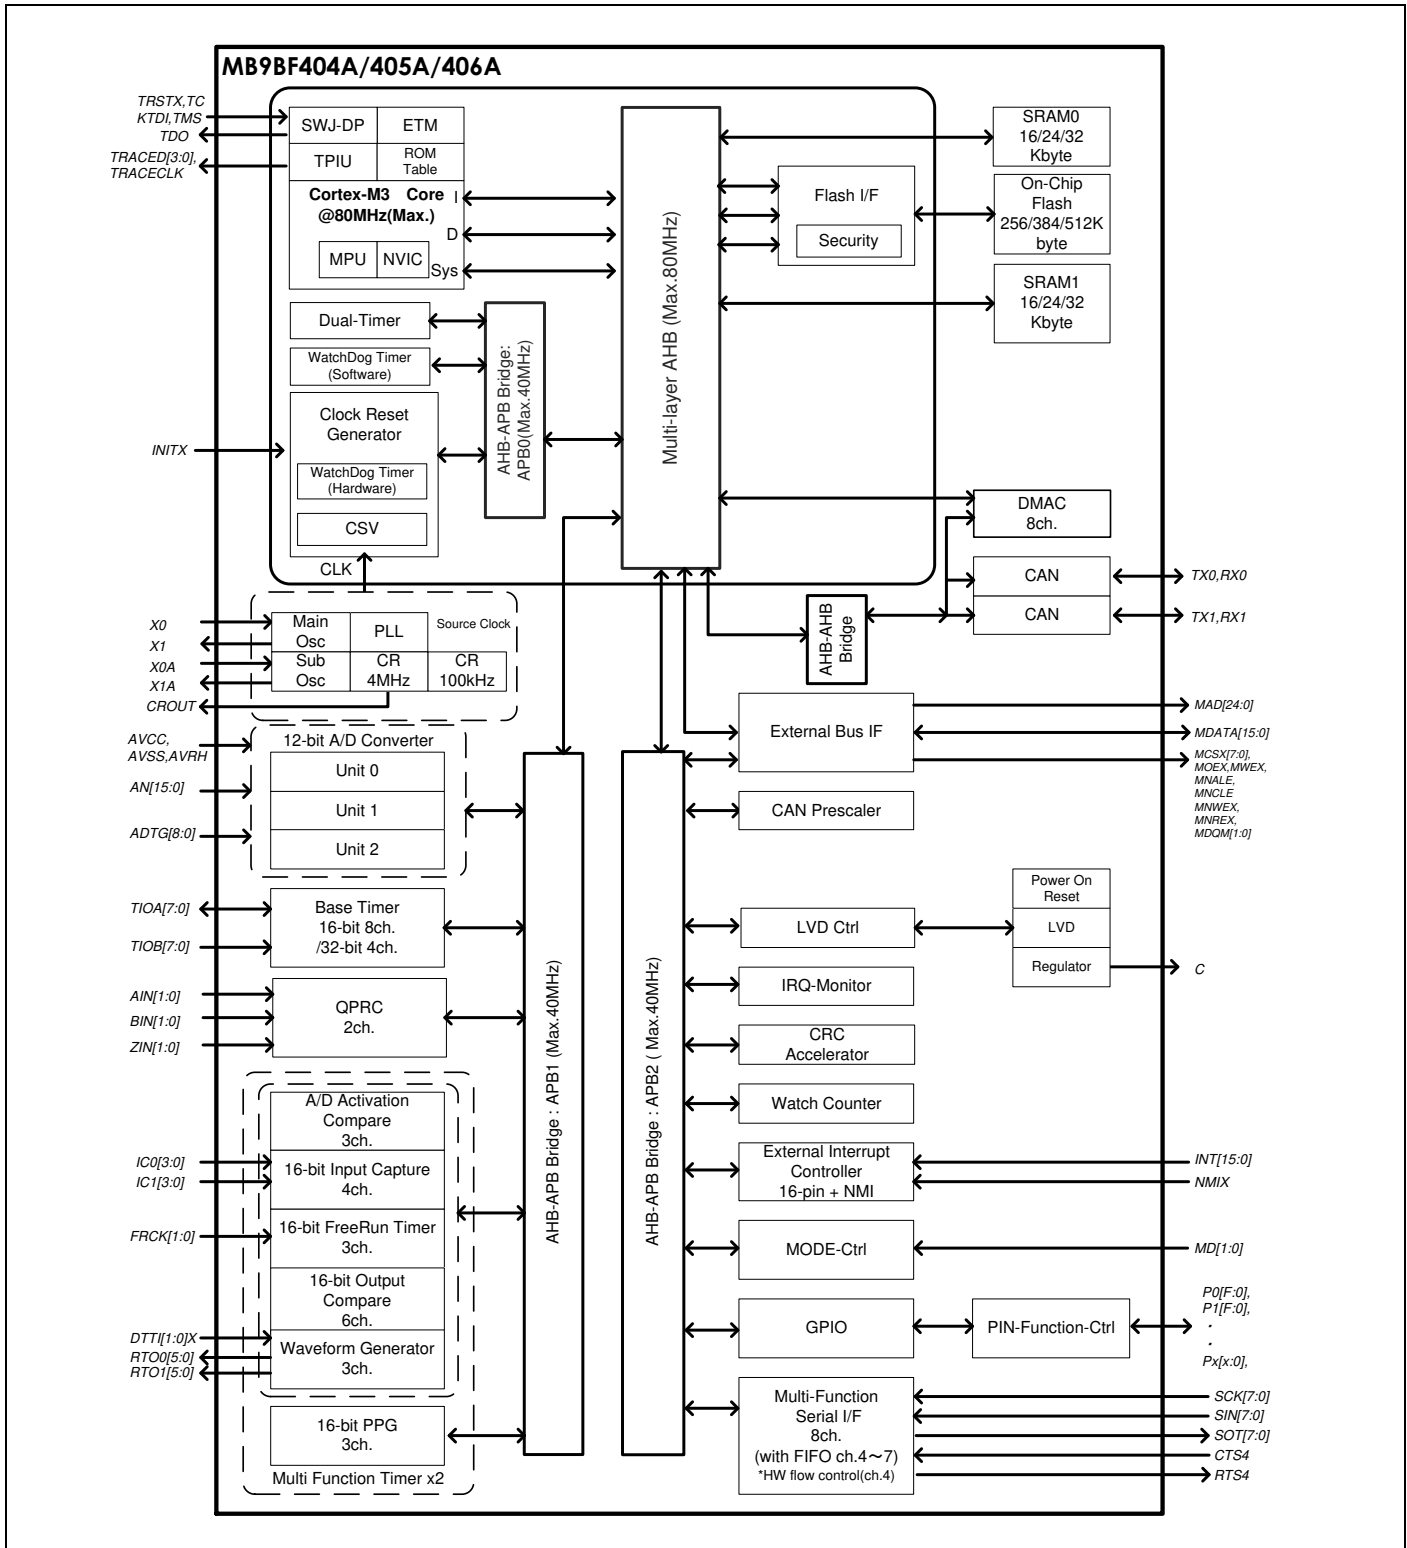 MB9BF404A/405A/406A
TRSTX,TC
KTDI,TMS
TDO
TRACED[3:0],
TRACECLK
SWJ-DP
ETM
TPIU
ROM
Table
Cortex-M3 Core
@80MHz(Max.)
I
D
Sys
MPU
NVIC
Dual-Timer
WatchDog Timer
(Software)
Clock Reset
Generator
WatchDog Timer
(Hardware)
CSV
CLK
INITX
AHB-APB Bridge:
APB0(Max.40MHz)
Multi-layer AHB (Max.80MHz)
Flash I/F
Security
SRAM0
16/24/32
Kbyte
On-Chip
Flash
256/384/512K
byte
SRAM1
16/24/32
Kbyte
DMAC
8ch.
CAN
CAN
TX0,RX0
TX1,RX1
AHB-AHB
Bridge
X0
X1
X0A
X1A
CROUT
Main
Osc
PLL
Source Clock
Sub
Osc
CR
4MHz
CR
100kHz
AVCC,
AVSS,AVRH
AN[15:0]
ADTG[8:0]
12-bit A/D Converter
Unit 0
Unit 1
Unit 2
TIOA[7:0]
TIOB[7:0]
Base Timer
16-bit 8ch.
/32-bit 4ch.
AIN[1:0]
BIN[1:0]
ZIN[1:0]
QPRC
2ch.
A/D Activation
Compare
3ch.
IC0[3:0]
IC1[3:0]
16-bit Input Capture
4ch.
FRCK[1:0]
16-bit FreeRun Timer
3ch.
16-bit Output
Compare
6ch.
DTTI[1:0]X
RTO0[5:0]
RTO1[5:0]
Waveform Generator
3ch.
16-bit PPG
3ch.
Multi Function Timer x2
AHB-APB Bridge : APB1 (Max.40MHz)
AHB-APB Bridge : APB2 ( Max.40MHz)
External Bus IF
MAD[24:0]
MDATA[15:0]
MCSX[7:0],
MOEX,MWEX,
MNALE,
MNCLE
MNWEX,
MNREX,
MDQM[1:0]
CAN Prescaler
LVD Ctrl
Power On
Reset
LVD
Regulator
C
IRQ-Monitor
CRC
Accelerator
Watch Counter
External Interrupt
Controller
16-pin + NMI
INT[15:0]
NMIX
MODE-Ctrl
MD[1:0]
GPIO
PIN-Function-Ctrl
P0[F:0],
P1[F:0],
.
.
Px[x:0],
Multi-Function
Serial I/F
8ch.
(with FIFO ch.4～7)
*HW flow control(ch.4)
SCK[7:0]
SIN[7:0]
SOT[7:0]
CTS4
RTS4